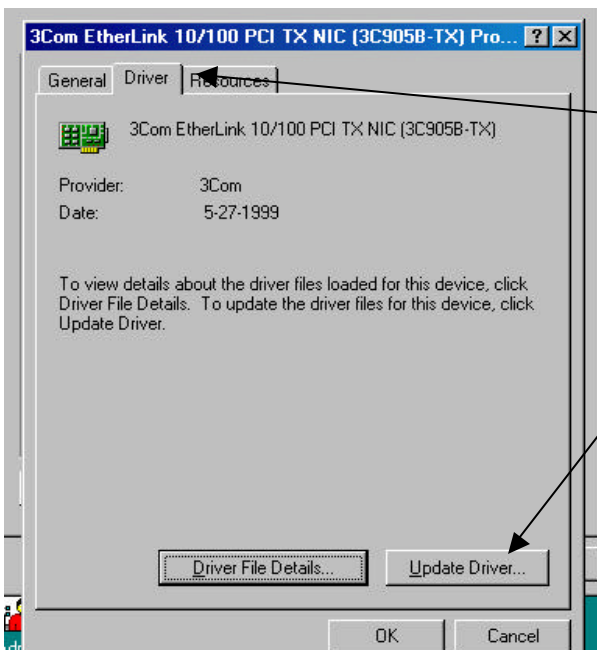 3Com EtherLink 10/100 PCI TX NIC (3C905B-TX) Pro...
General Driver Resources
3Com EtherLink 10/100 PCI TX NIC (3C905B-TX)
Provider: 3Com
Date: 5-27-1999
To view details about the driver files loaded for this device, click
Driver File Details. To update the driver files for this device, click
Update Driver.
Driver File Details... Update Driver...
OK Cancel